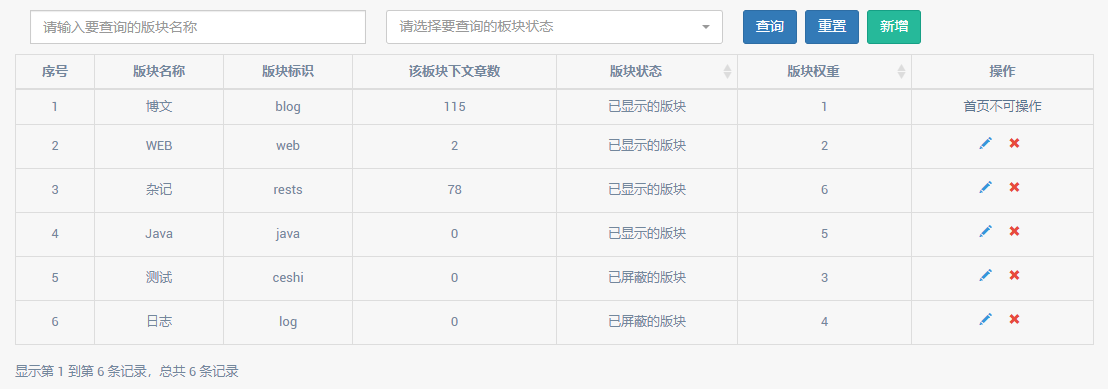 请输入要查询的版块名称 请选择要查询的板块状态 查询 重置 新增
序号 版块名称 版块标识 该板块下文章数 版块状态 版块权重 操作
1 博文 blog 115 已显示的版块 1 首页不可操作
2 WEB web 2 已显示的版块 2
3 杂记 rests 78 已显示的版块 6
4 Java java 0 已显示的版块 5
5 测试 ceshi 0 已屏蔽的版块 3
6 日志 log 0 已屏蔽的版块 4
显示第 1 到第 6 条记录，总共 6 条记录